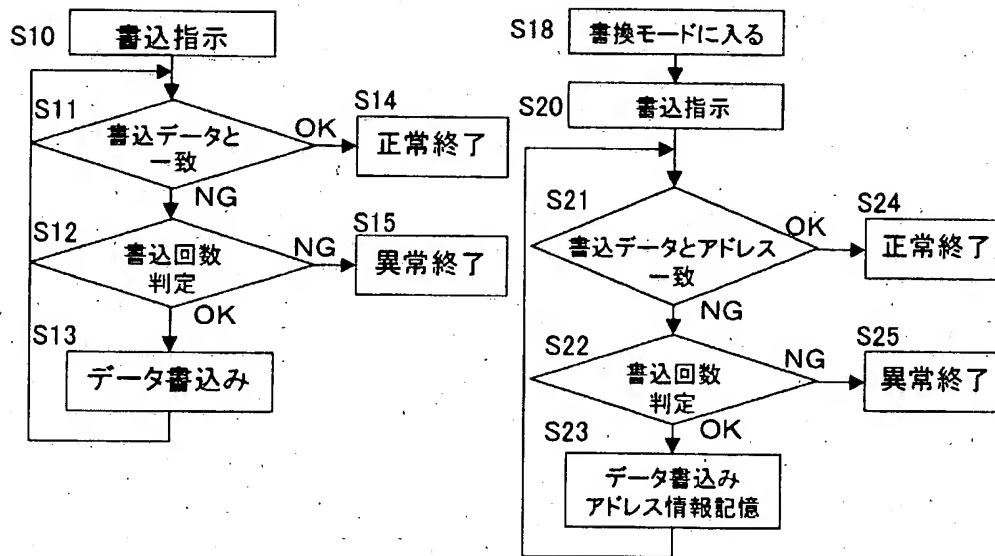 S10
書込指示
S11
書込データと
一致
OK
S14
正常終了
NG
S12
書込回数
判定
NG
S15
異常終了
OK
S13
データ書込み
S18
書換モードに入る
S20
書込指示
S21
書込データとアドレス
一致
OK
S24
正常終了
NG
S22
書込回数
判定
NG
S25
異常終了
OK
S23
データ書込み
アドレス情報記憶